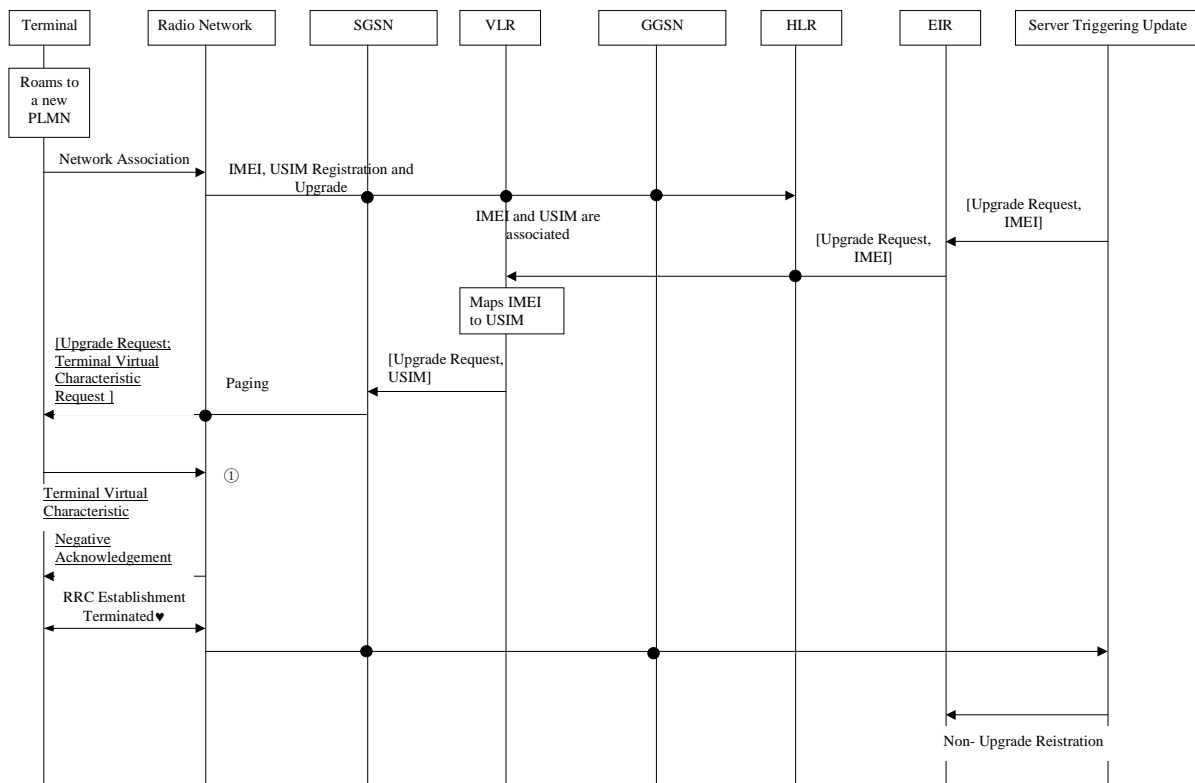 Terminal
Radio Network
SGSN
VLR
GGSN
HLR
EIR
Server Triggering Update
Roams to
a new
PLMN
Network Association
IMEI, USIM Registration and
Upgrade
IMEI and USIM are
associated
[Upgrade Request,
IMEI]
[Upgrade Request,
IMEI]
Maps IMEI
to USIM
[Upgrade Request;
Terminal Virtual
Characteristic
Request ]
Paging
[Upgrade Request,
USIM]
①
Terminal Virtual
Characteristic
Negative
Acknowledgement
RRC Establishment
Terminated♥
Non- Upgrade Reistration